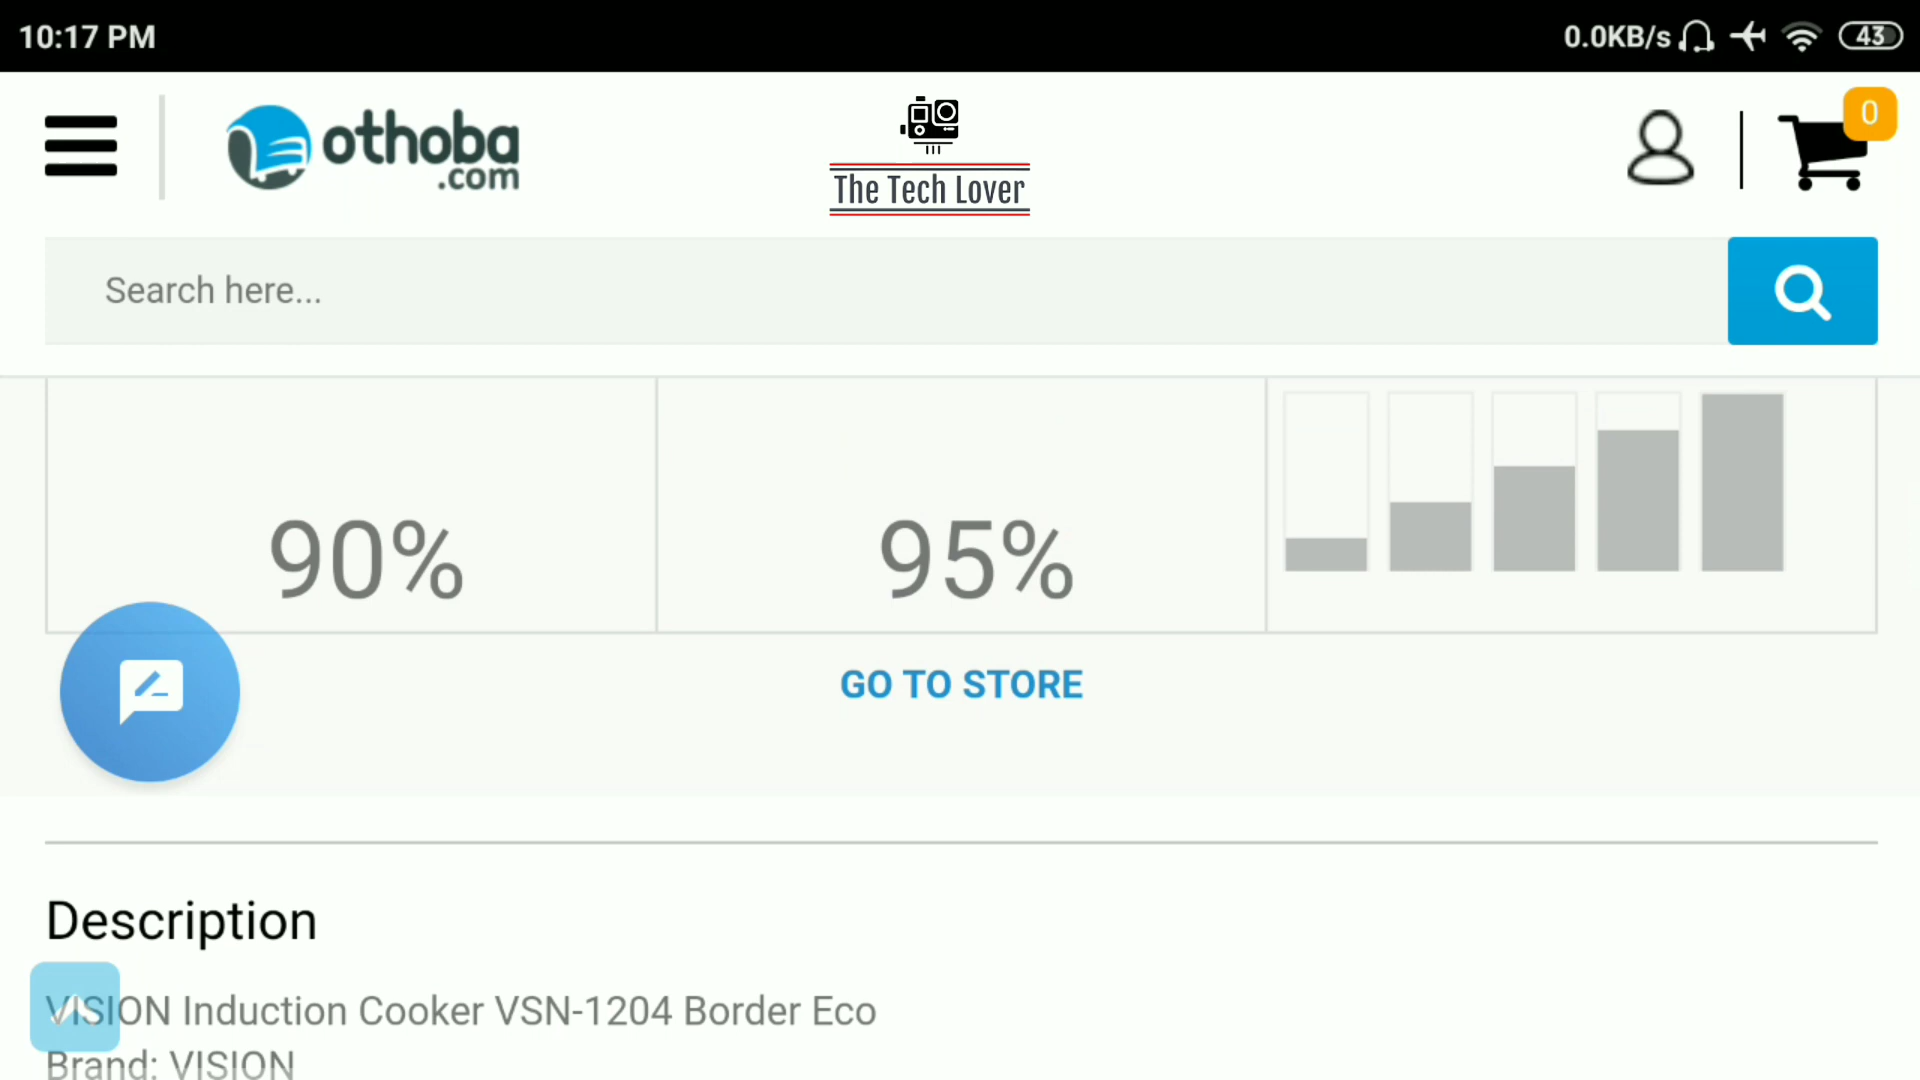 10:17 PM
0.0KB/s
43
othoba
.com
The Tech Lover
0
Search here...
90%
95%
GO TO STORE
Description
VISION Induction Cooker VSN-1204 Border Eco
Brand: VISION